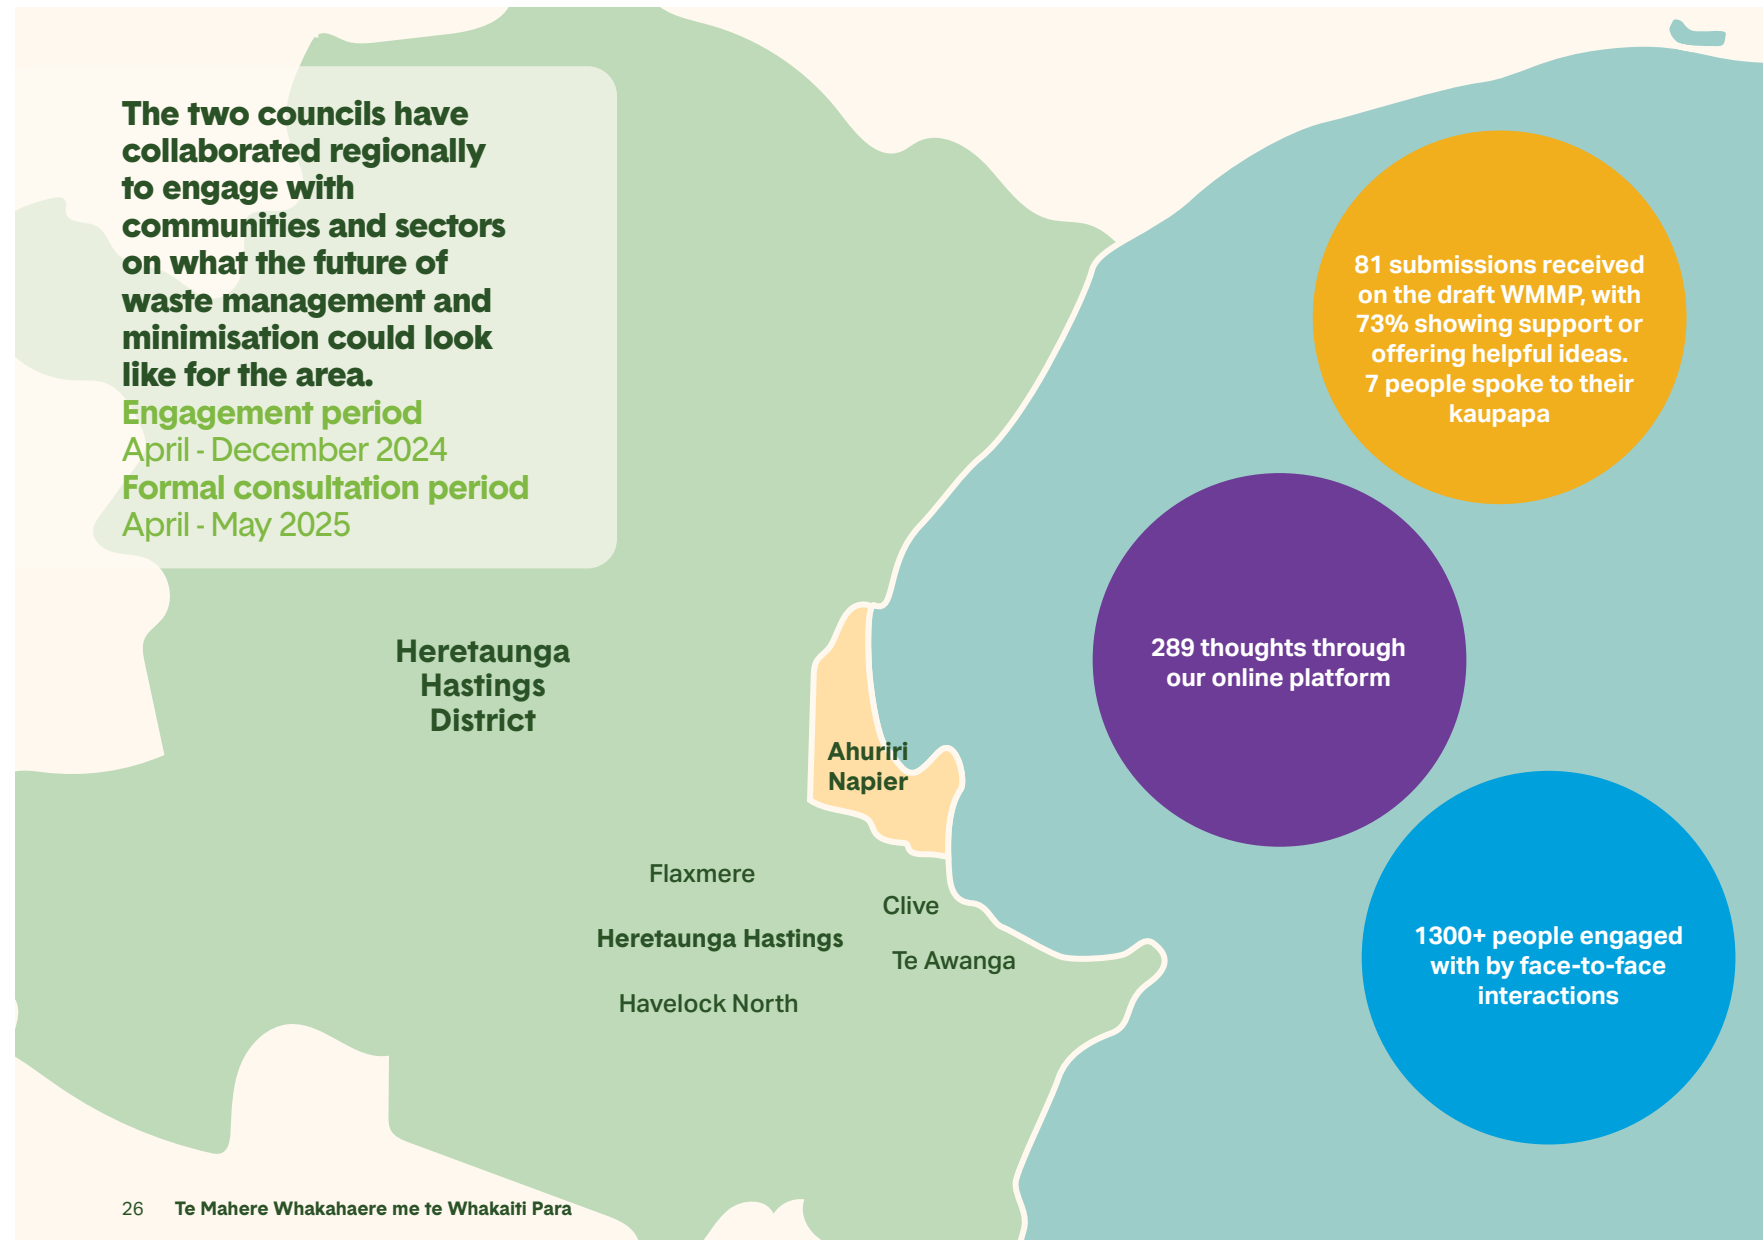 The two councils have
collaborated regionally
to engage with
communities and sectors
on what the future of
waste management and
minimisation could look
like for the area.
Engagement period
April - December 2024
Formal consultation period
April - May 2025
81 submissions received
on the draft WMMP, with
73% showing support or
offering helpful ideas.
7 people spoke to their
kaupapa
289 thoughts through
our online platform
1300+ people engaged
with by face-to-face
interactions
Heretaunga
Hastings
District
Ahuriri
Napier
Flaxmere
Clive
Heretaunga Hastings
Te Awanga
Havelock North
26 Te Mahere Whakahaere me te Whakaiti Para